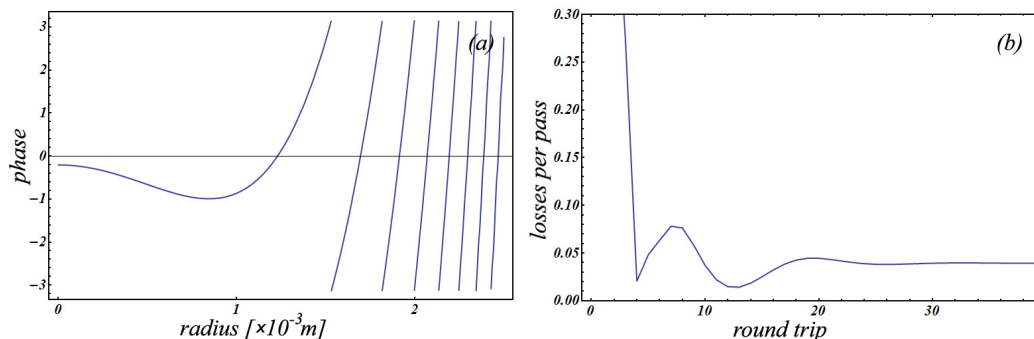 3
2
1
0
-1
-2
-3
phase
(a)
0 1 2
radius [×10⁻³m]
0.30
0.25
0.20
0.15
0.10
0.05
0.00
losses per pass
(b)
0 10 20 30
round trip